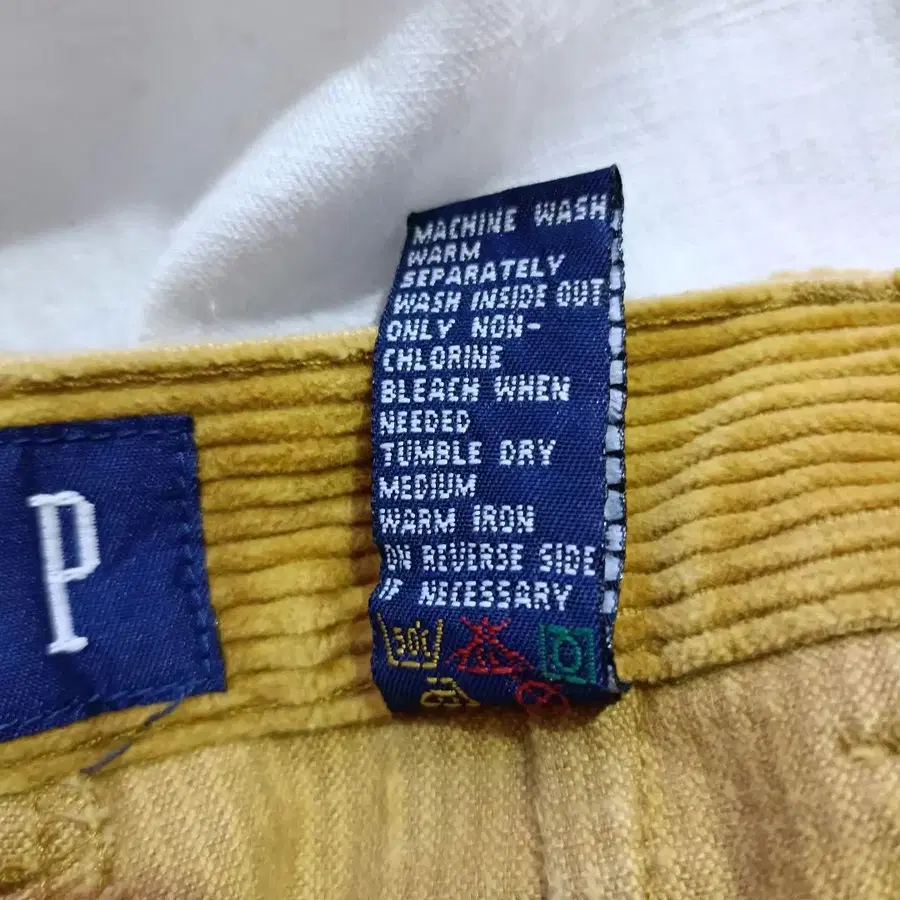 P
MACHINE WASH
WARM
SEPARATELY
WASH INSIDE OUT
ONLY NON-
CHLORINE
BLEACH WHEN
NEEDED
TUMBLE DRY
MEDIUM
WARM IRON
ON REVERSE SIDE
IF NECESSARY